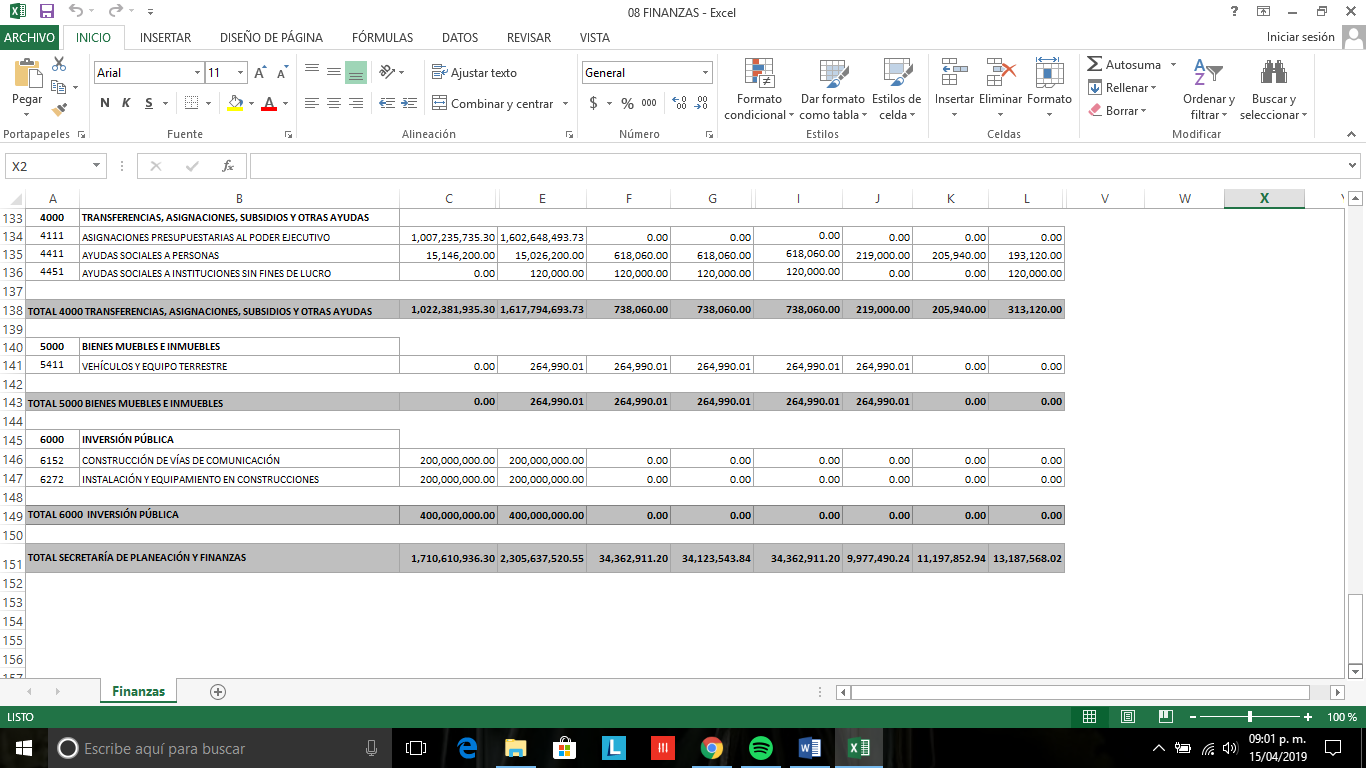 08 FINANZAS - Excel
?
ARCHIVO INICIO INSERTAR DISEÑO DE PÁGINA FÓRMULAS DATOS REVISAR VISTA Iniciar sesión
Pegar
Portapapeles
Arial 11
N K S
Fuente
Ajustar texto
Combinar y centrar
Alineación
General
$ % 000
Número
Formato condicional
Dar formato como tabla
Estilos de celda
Estilos
Insertar Eliminar Formato
Celdas
Autosuma
Rellenar
Borrar
Ordenar y filtrar
Buscar y seleccionar
Modificar
X2 fx
A B C E F G I J K L V W X
133 4000 TRANSFERENCIAS, ASIGNACIONES, SUBSIDIOS Y OTRAS AYUDAS
134 4111 ASIGNACIONES PRESUPUESTARIAS AL PODER EJECUTIVO 1,007,235,735.30 1,602,648,493.73 0.00 0.00 0.00 0.00 0.00 0.00
135 4411 AYUDAS SOCIALES A PERSONAS 15,146,200.00 15,026,200.00 618,060.00 618,060.00 618,060.00 219,000.00 205,940.00 193,120.00
136 4451 AYUDAS SOCIALES A INSTITUCIONES SIN FINES DE LUCRO 0.00 120,000.00 120,000.00 120,000.00 120,000.00 0.00 0.00 120,000.00
137
138 TOTAL 4000 TRANSFERENCIAS, ASIGNACIONES, SUBSIDIOS Y OTRAS AYUDAS 1,022,381,935.30 1,617,794,693.73 738,060.00 738,060.00 738,060.00 219,000.00 205,940.00 313,120.00
139
140 5000 BIENES MUEBLES E INMUEBLES
141 5411 VEHÍCULOS Y EQUIPO TERRESTRE 0.00 264,990.01 264,990.01 264,990.01 264,990.01 264,990.01 0.00 0.00
142
143 TOTAL 5000 BIENES MUEBLES E INMUEBLES 0.00 264,990.01 264,990.01 264,990.01 264,990.01 264,990.01 0.00 0.00
144
145 6000 INVERSIÓN PÚBLICA
146 6152 CONSTRUCCIÓN DE VÍAS DE COMUNICACIÓN 200,000,000.00 200,000,000.00 0.00 0.00 0.00 0.00 0.00 0.00
147 6272 INSTALACIÓN Y EQUIPAMIENTO EN CONSTRUCCIONES 200,000,000.00 200,000,000.00 0.00 0.00 0.00 0.00 0.00 0.00
148
149 TOTAL 6000 INVERSIÓN PÚBLICA 400,000,000.00 400,000,000.00 0.00 0.00 0.00 0.00 0.00 0.00
150
151 TOTAL SECRETARÍA DE PLANEACIÓN Y FINANZAS 1,710,610,936.30 2,305,637,520.55 34,362,911.20 34,123,543.84 34,362,911.20 9,977,490.24 11,197,852.94 13,187,568.02
152
153
154
155
156
157
Finanzas
LISTO 100 %
Escribe aquí para buscar
09:01 p. m.
15/04/2019